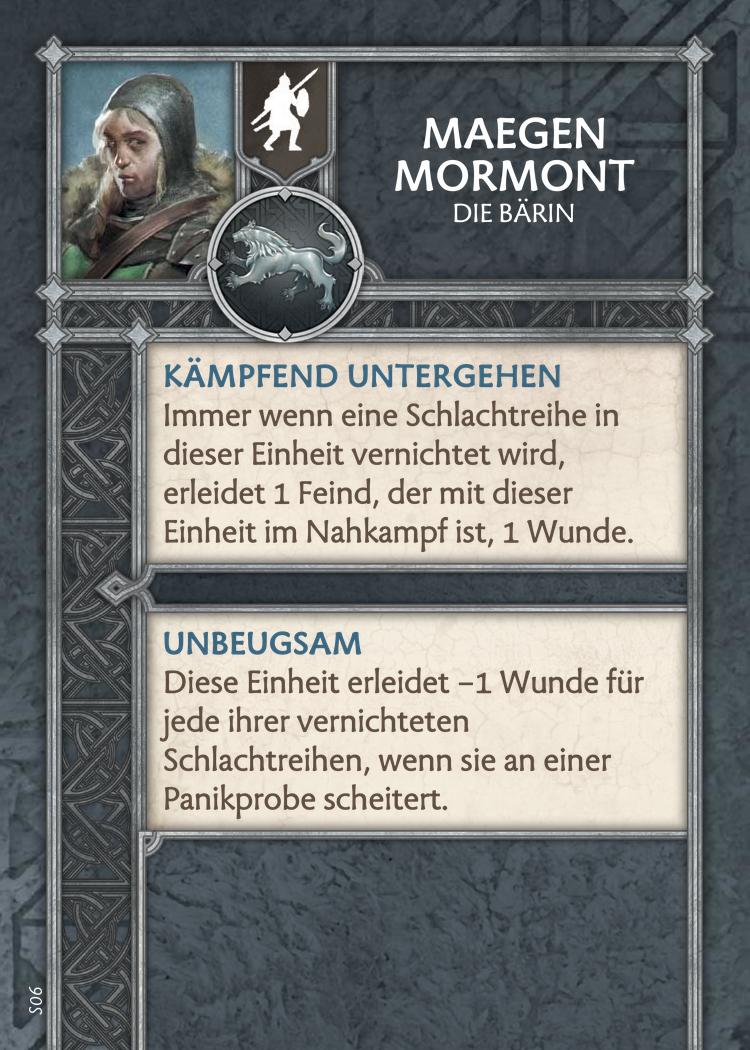 MAEGEN
MORMONT
DIE BÄRIN
KÄMPFEND UNTERGEHEN
Immer wenn eine Schlachtreihe in
dieser Einheit vernichtet wird,
erleidet 1 Feind, der mit dieser
Einheit im Nahkampf ist, 1 Wunde.
UNBEUGSAM
Diese Einheit erleidet −1 Wunde für
jede ihrer vernichteten
Schlachtreihen, wenn sie an einer
Panikprobe scheitert.
S06